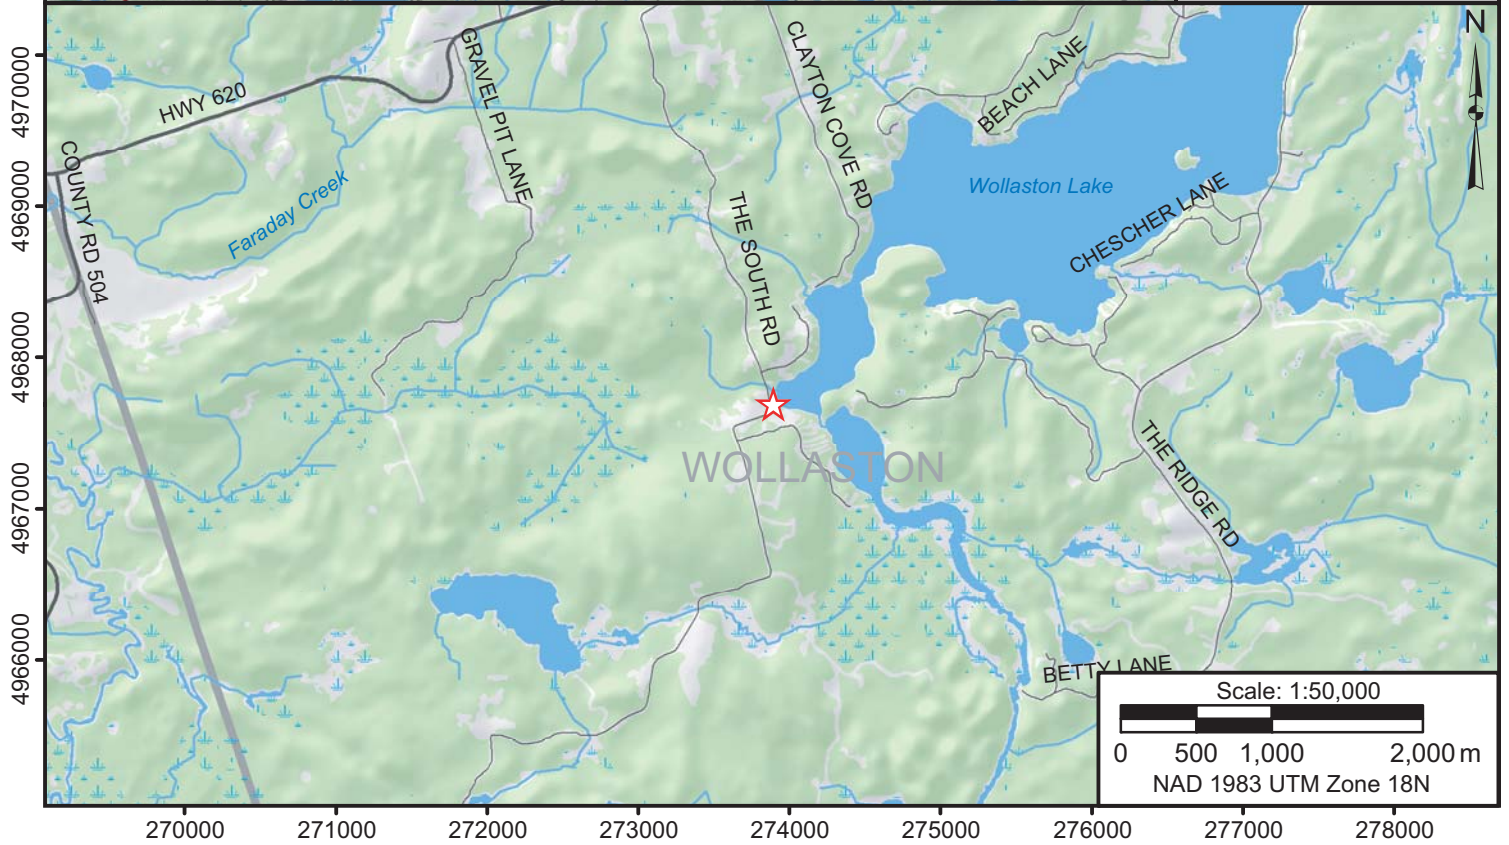 N
4970000
4969000
4968000
4967000
4966000
HWY 620
GRAVEL PIT LANE
CLAYTON COVE RD
BEACH LANE
COUNTY RD 504
Faraday Creek
THE SOUTH RD
Wollaston Lake
CHESCHER LANE
WOLLASTON
THE RIDGE RD
BETTY LANE
Scale: 1:50,000
0 500 1,000 2,000 m
NAD 1983 UTM Zone 18N
270000 271000 272000 273000 274000 275000 276000 277000 278000